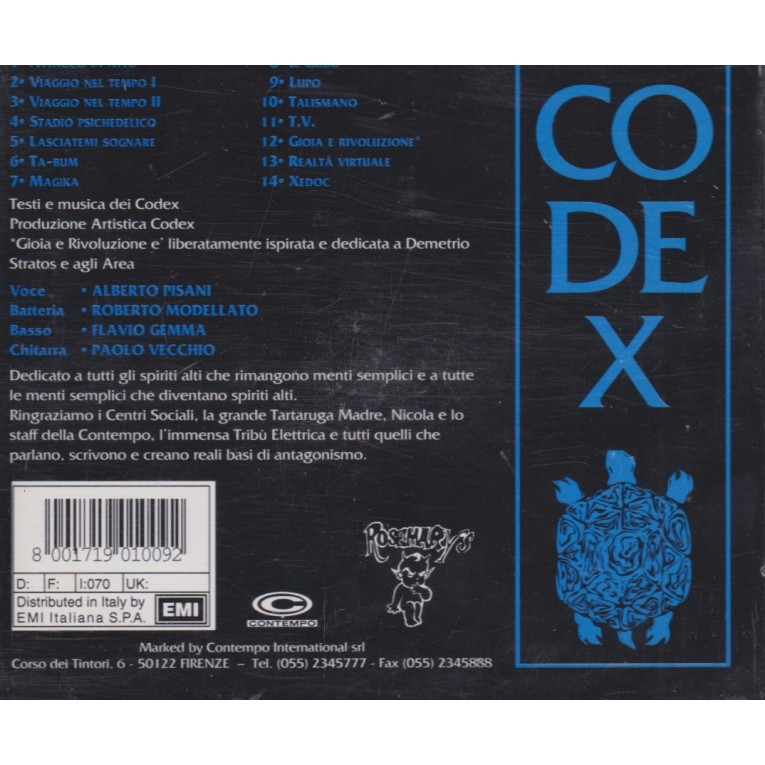 2• VIAGGIO NEL TEMPO I
3• VIAGGIO NEL TEMPO II
4• STADIO PSICHEDELICO
5• LASCIATEMI SOGNARE
6• TA-BUM
7• MAGIKA
9• LUPO
10• TALISMANO
11• T.V.
12• GIOIA E RIVOLUZIONE*
13• REALTÀ VIRTUALE
14• XEDOC
Testi e musica dei Codex
Produzione Artistica Codex
*Gioia e Rivoluzione e' liberatamente ispirata e dedicata a Demetrio
Stratos e agli Area
Voce • ALBERTO PISANI
Batteria • ROBERTO MODELLATO
Basso • FLAVIO GEMMA
Chitarra • PAOLO VECCHIO
Dedicato a tutti gli spiriti alti che rimangono menti semplici e a tutte
le menti semplici che diventano spiriti alti.
Ringraziamo i Centri Sociali, la grande Tartaruga Madre, Nicola e lo
staff della Contempo, l'immensa Tribù Elettrica e tutti quelli che
parlano, scrivono e creano reali basi di antagonismo.
8 001719 010092
D: F: I:070 UK:
Distributed in Italy by
EMI Italiana S.P.A.
EMI
C
CONTEMPO
ROSEMARY'S
Marked by Contempo International srl
Corso dei Tintori, 6 - 50122 FIRENZE – Tel. (055) 2345777 - Fax (055) 2345888
CO
DE
X